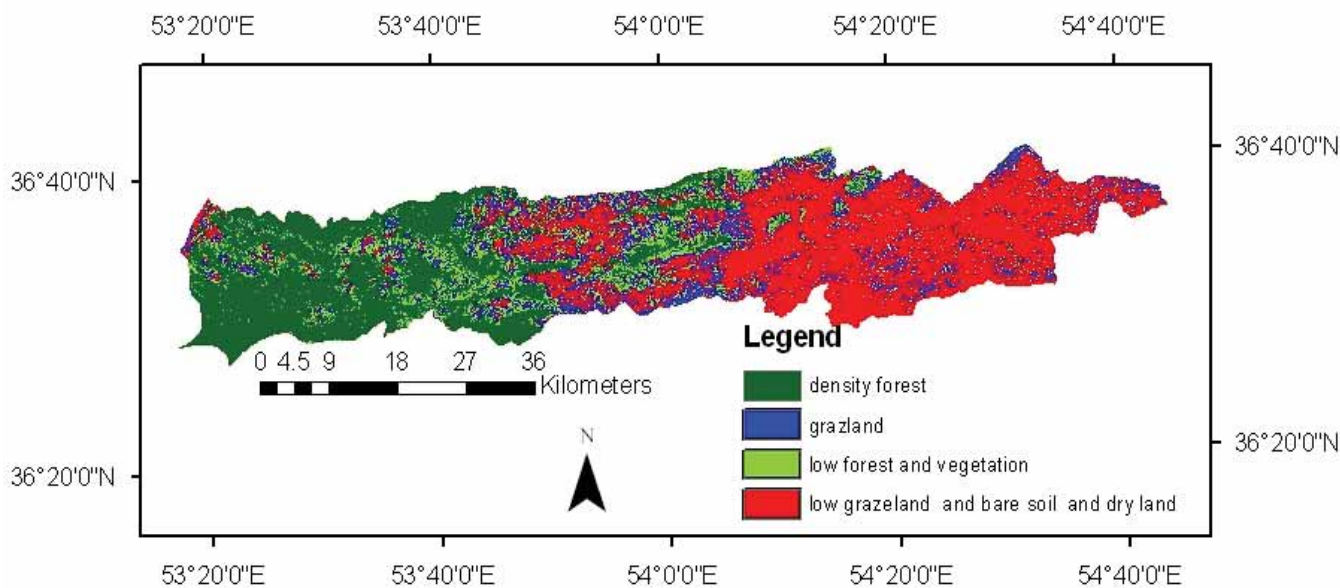 53°20'0"E 53°40'0"E 54°0'0"E 54°20'0"E 54°40'0"E
36°40'0"N
36°40'0"N
Legend
0 4.5 9 18 27 36
Kilometers
density forest
grazland
low forest and vegetation
low grazeland and bare soil and dry land
N
36°20'0"N
36°20'0"N
53°20'0"E 53°40'0"E 54°0'0"E 54°20'0"E 54°40'0"E